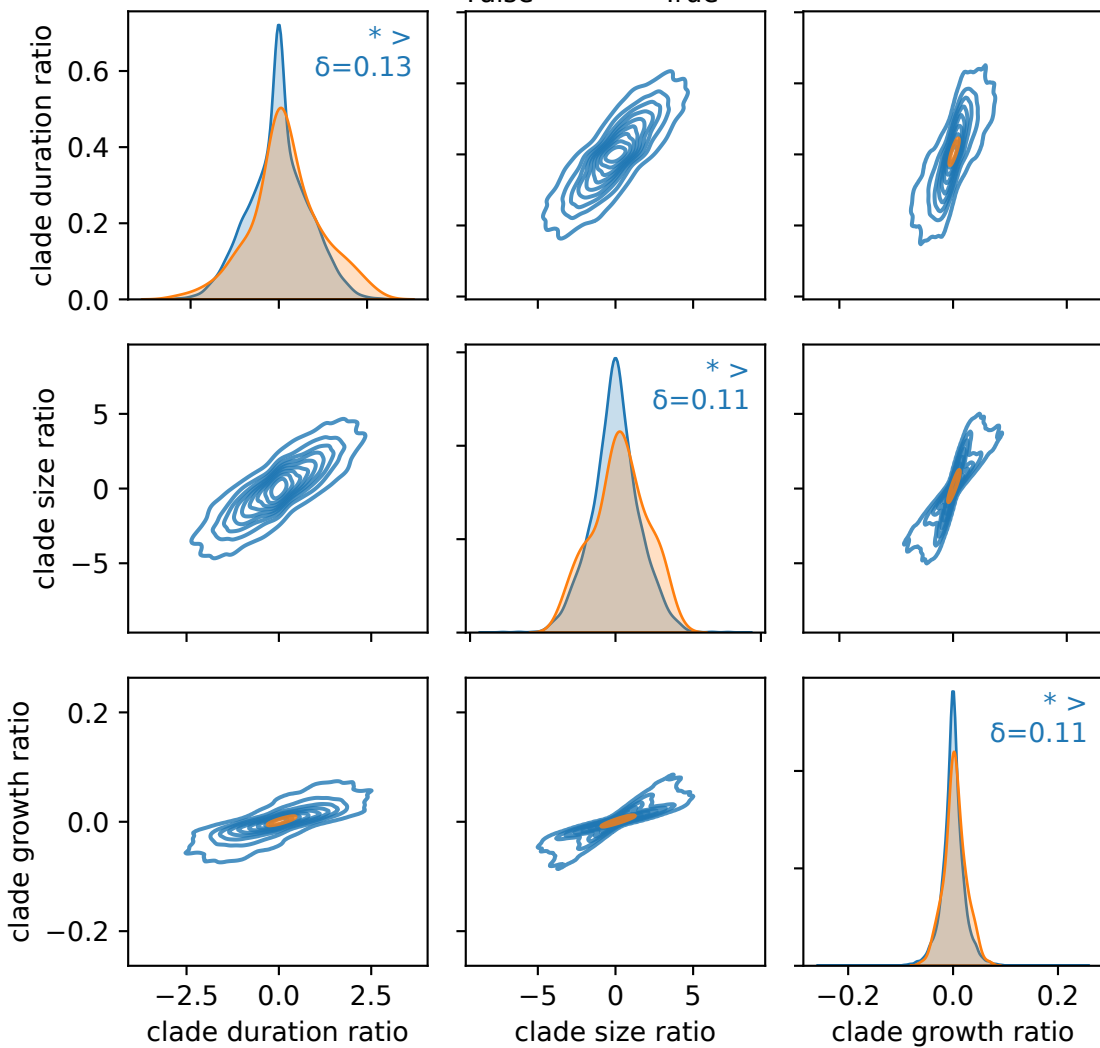 clade duration ratio
0.6
0.4
0.2
0.0
* >
δ=0.13
clade size ratio
5
0
−5
* >
δ=0.11
clade growth ratio
0.2
0.0
−0.2
* >
δ=0.11
−2.5 0.0 2.5
−5 0 5
−0.2 0.0 0.2
clade duration ratio
clade size ratio
clade growth ratio